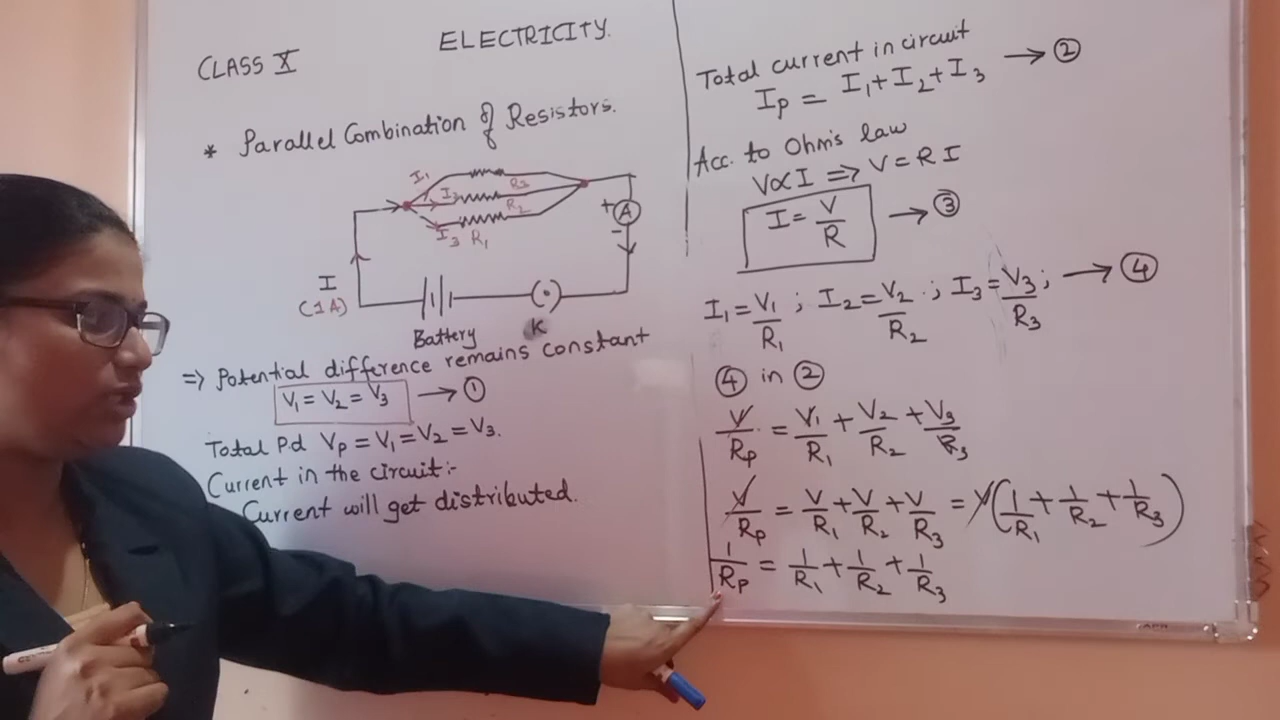 CLASS X
ELECTRICITY.
* Parallel Combination of Resistors.
I₁
I₂
R₃
R₂
I₃ R₁
+
A
-
I
(1A)
Battery
K
=> Potential difference remains constant
V₁ = V₂ = V₃ → ①
Total Pd Vₚ = V₁ = V₂ = V₃.
Current in the circuit:-
Current will get distributed.
Total current in circuit
Iₚ = I₁ + I₂ + I₃ → ②
Acc. to Ohm's law
V∝I => V = R I
I = V/R → ③
I₁ = V₁/R₁ ; I₂ = V₂/R₂ ; I₃ = V₃/R₃ ; → ④
④ in ②
V/Rₚ = V₁/R₁ + V₂/R₂ + V₃/R₃
V/Rₚ = V/R₁ + V/R₂ + V/R₃ = V(1/R₁ + 1/R₂ + 1/R₃)
1/Rₚ = 1/R₁ + 1/R₂ + 1/R₃